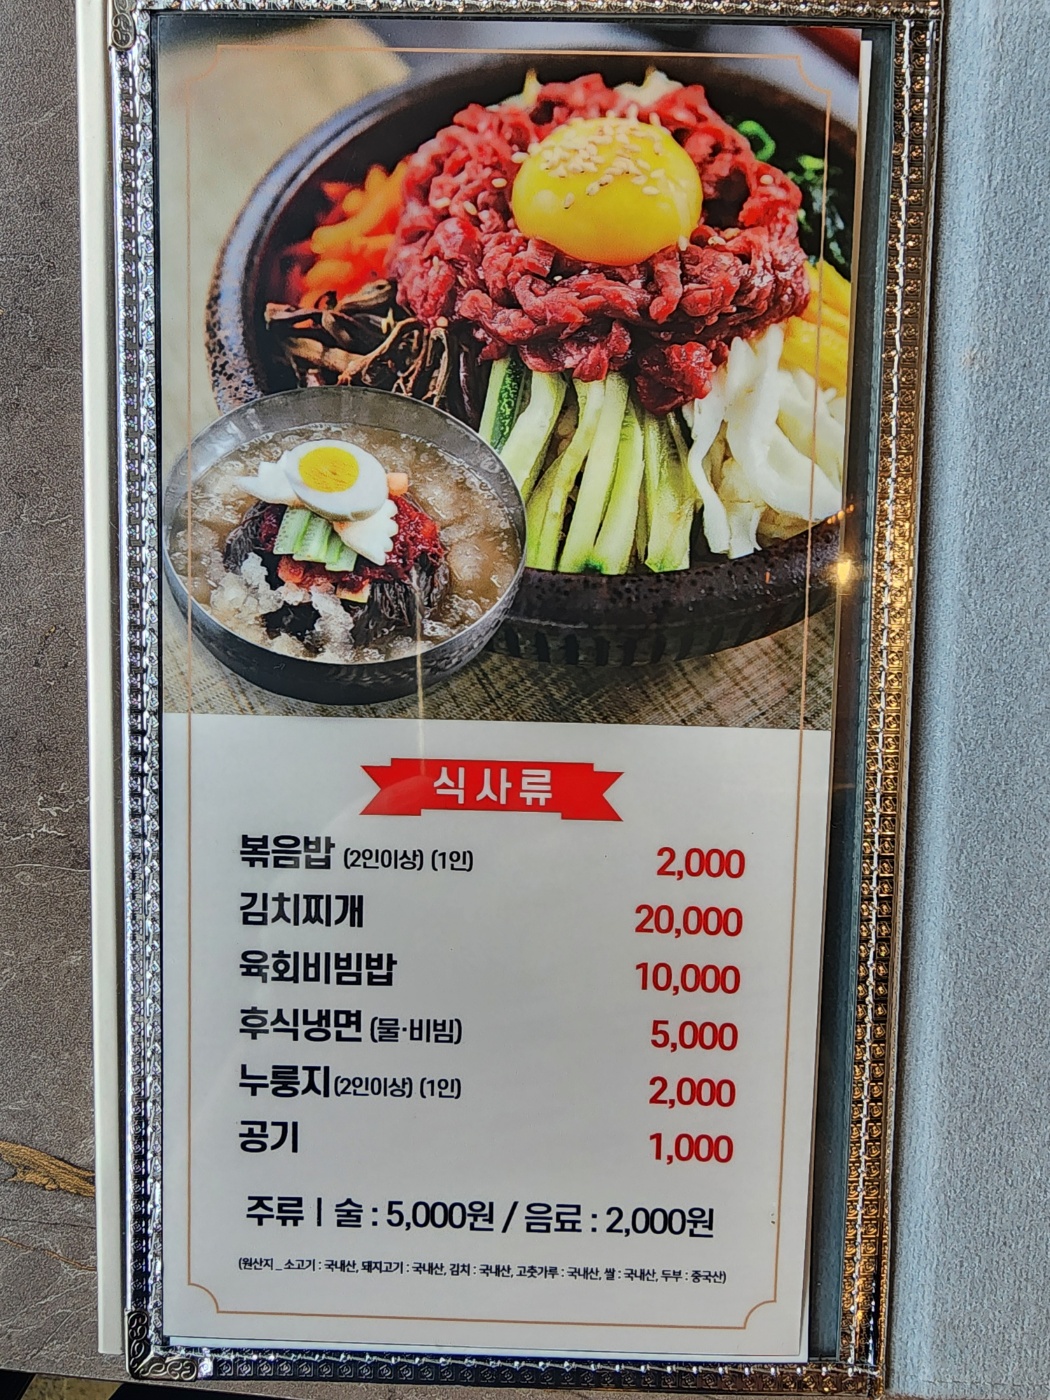 식사류
볶음밥 (2인이상) (1인) 2,000
김치찌개 20,000
육회비빔밥 10,000
후식냉면 (물·비빔) 5,000
누룽지(2인이상) (1인) 2,000
공기 1,000
주류 | 술 : 5,000원 / 음료 : 2,000원
(원산지 _ 소고기 : 국내산, 돼지고기 : 국내산, 김치 : 국내산, 고춧가루 : 국내산, 쌀 : 국내산, 두부 : 중국산)